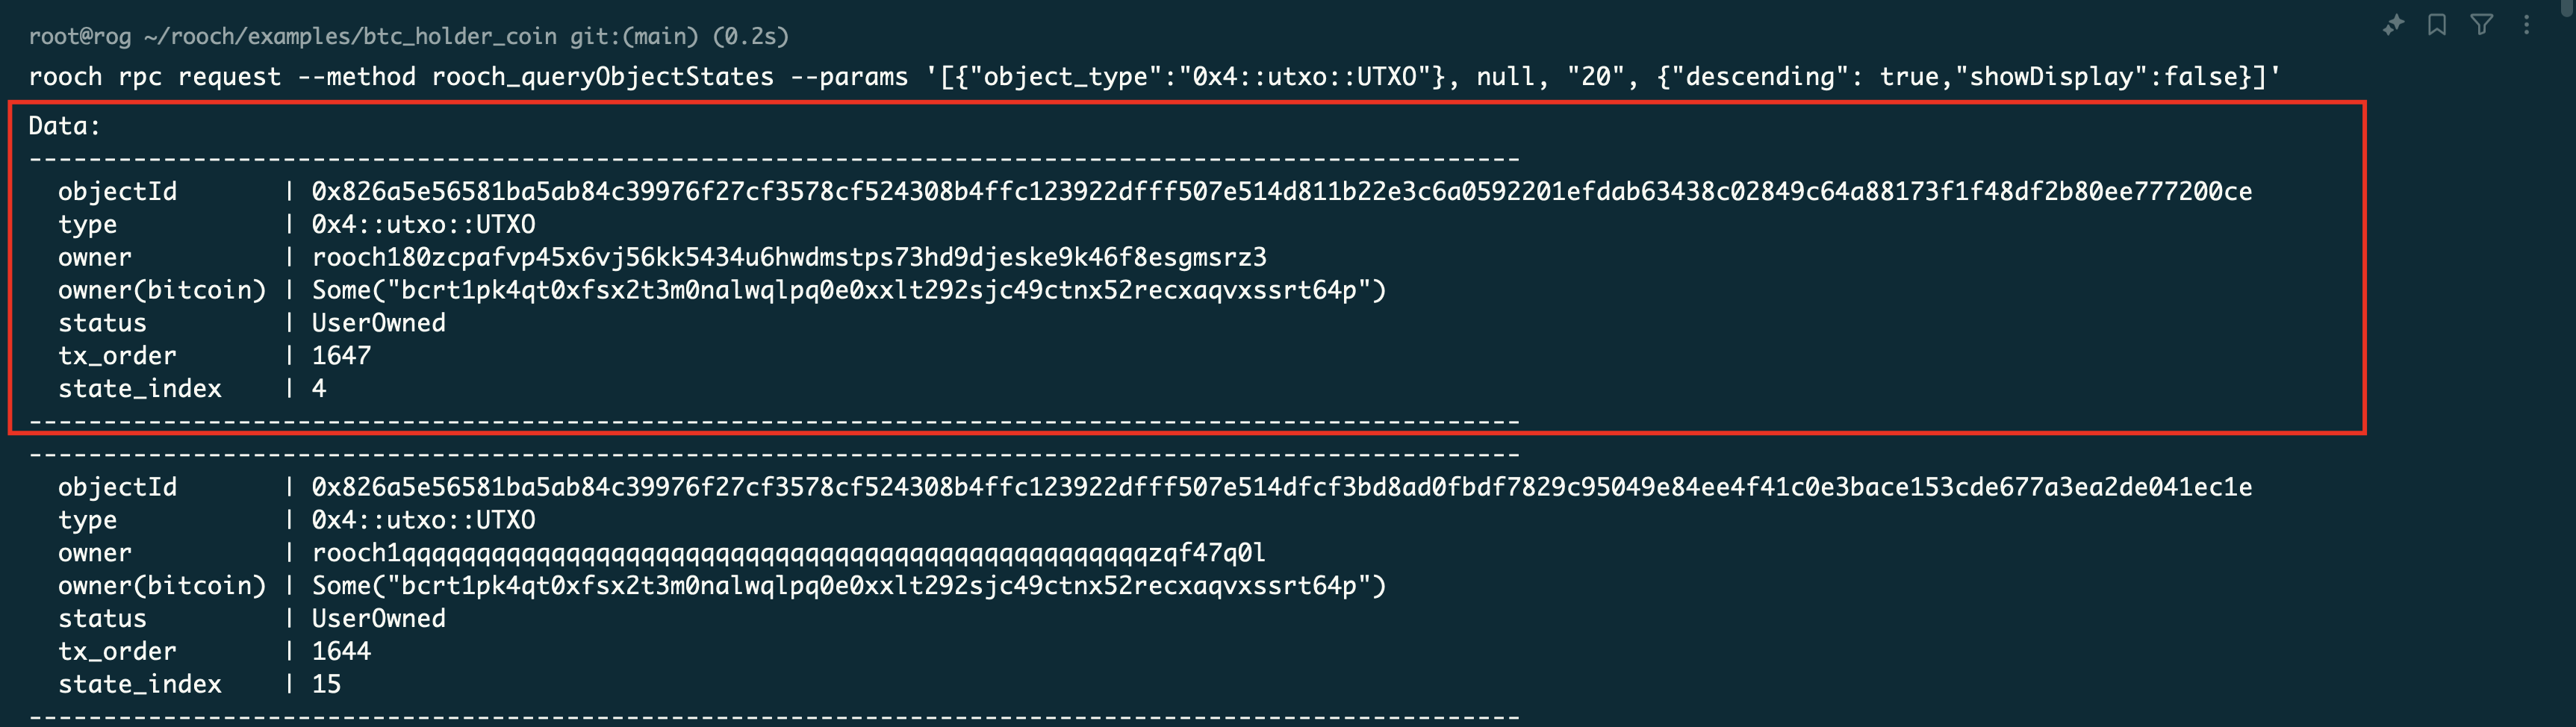 root@rog ~/rooch/examples/btc_holder_coin git:(main) (0.2s)
rooch rpc request --method rooch_queryObjectStates --params '[{"object_type":"0x4::utxo::UTXO"}, null, "20", {"descending": true,"showDisplay":false}]'
Data:
----------------------------------------------------------------------------------------------------
objectId | 0x826a5e56581ba5ab84c39976f27cf3578cf524308b4ffc123922dfff507e514d811b22e3c6a0592201efdab63438c02849c64a88173f1f48df2b80ee777200ce
type | 0x4::utxo::UTXO
owner | rooch180zcpafvp45x6vj56kk5434u6hwdmstps73hd9djeske9k46f8esgmsrz3
owner(bitcoin) | Some("bcrt1pk4qt0xfsx2t3m0nalwqlpq0e0xxlt292sjc49ctnx52recxaqvxssrt64p")
status | UserOwned
tx_order | 1647
state_index | 4
----------------------------------------------------------------------------------------------------
----------------------------------------------------------------------------------------------------
objectId | 0x826a5e56581ba5ab84c39976f27cf3578cf524308b4ffc123922dfff507e514dfcf3bd8ad0fbdf7829c95049e84ee4f41c0e3bace153cde677a3ea2de041ec1e
type | 0x4::utxo::UTXO
owner | rooch1qqqqqqqqqqqqqqqqqqqqqqqqqqqqqqqqqqqqqqqqqqqqqqqqqqzqf47q0l
owner(bitcoin) | Some("bcrt1pk4qt0xfsx2t3m0nalwqlpq0e0xxlt292sjc49ctnx52recxaqvxssrt64p")
status | UserOwned
tx_order | 1644
state_index | 15
----------------------------------------------------------------------------------------------------